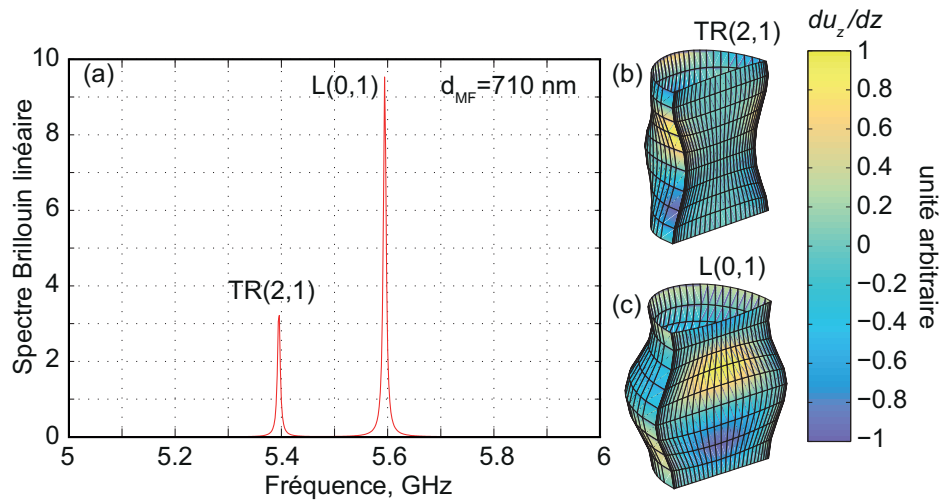 (a)
L(0,1)
d_MF=710 nm
TR(2,1)
Spectre Brillouin linéaire
10
8
6
4
2
0
5
5.2
5.4
5.6
5.8
6
Fréquence, GHz
TR(2,1)
(b)
L(0,1)
(c)
du_z/dz
1
0.8
0.6
0.4
0.2
0
−0.2
−0.4
−0.6
−0.8
−1
unité arbitraire